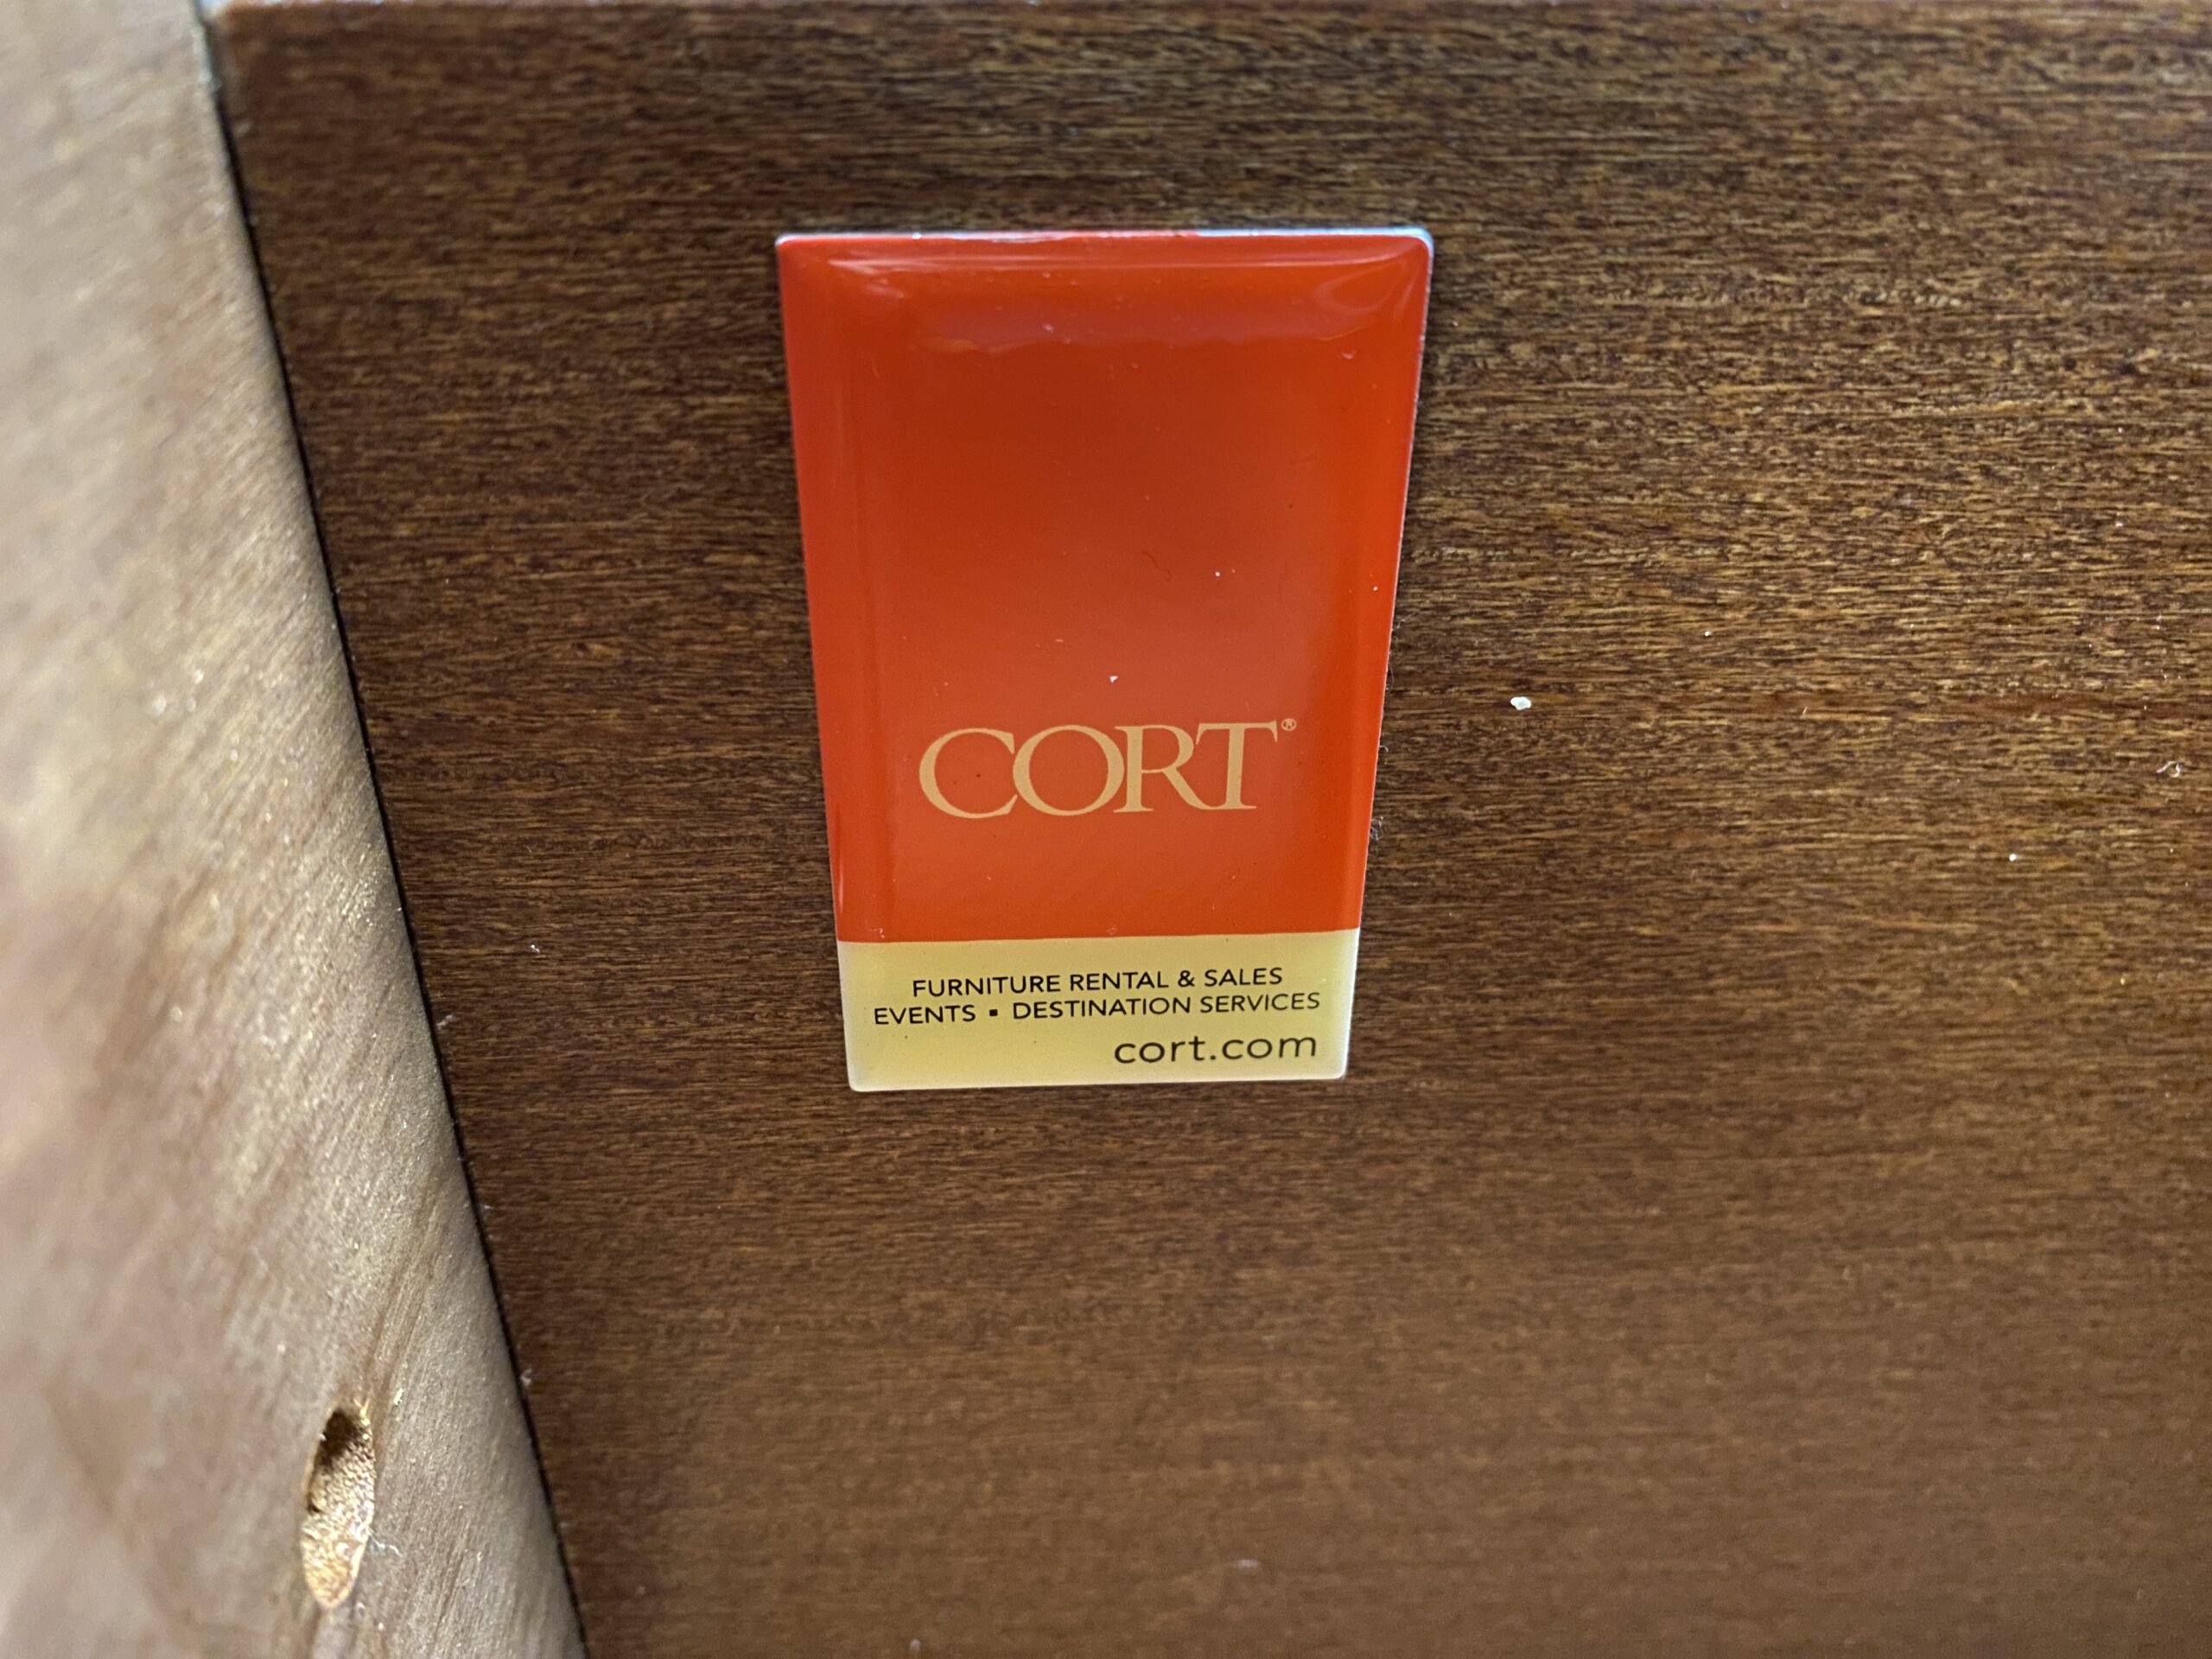 CORT®
FURNITURE RENTAL & SALES
EVENTS ▪ DESTINATION SERVICES
cort.com